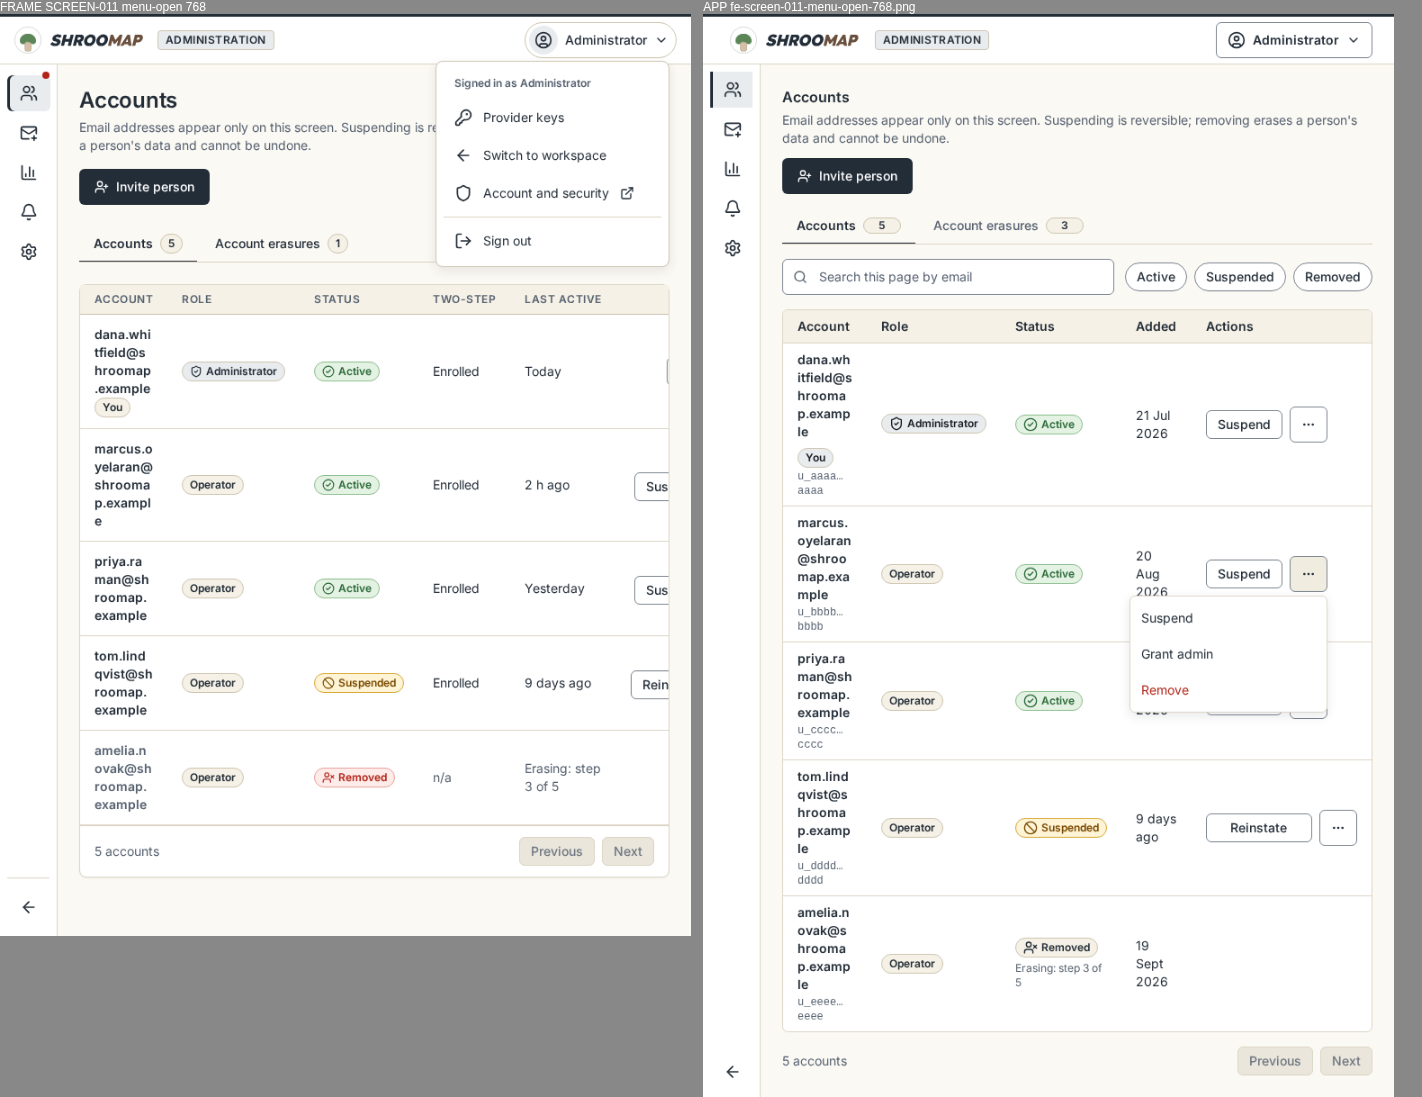 FRAME SCREEN-011 menu-open 768
SHROOMAP
ADMINISTRATION
Administrator
Signed in as Administrator
Provider keys
Switch to workspace
Account and security
Sign out
Accounts
Email addresses appear only on this screen. Suspending is re
a person's data and cannot be undone.
Invite person
Accounts 5
Account erasures 1
ACCOUNT ROLE STATUS TWO-STEP LAST ACTIVE
dana.whi
tfield@s
hroomap
.example
You
Administrator
Active
Enrolled
Today
marcus.o
yelaran@
shrooma
p.exampl
e
Operator
Active
Enrolled
2 h ago
Sus
priya.ra
man@sh
roomap.
example
Operator
Active
Enrolled
Yesterday
Sus
tom.lind
qvist@sh
roomap.
example
Operator
Suspended
Enrolled
9 days ago
Rein
amelia.n
ovak@sh
roomap.
example
Operator
Removed
n/a
Erasing: step
3 of 5
5 accounts
Previous
Next
APP fe-screen-011-menu-open-768.png
SHROOMAP
ADMINISTRATION
Administrator
Accounts
Email addresses appear only on this screen. Suspending is reversible; removing erases a person's
data and cannot be undone.
Invite person
Accounts 5
Account erasures 3
Search this page by email
Active
Suspended
Removed
Account Role Status Added Actions
dana.wh
itfield@s
hrooma
p.examp
le
You
u_aaaa…
aaaa
Administrator
Active
21 Jul
2026
Suspend
marcus.
oyelaran
@shroo
map.exa
mple
u_bbbb…
bbbb
Operator
Active
20
Aug
2026
Suspend
Suspend
Grant admin
Remove
priya.ra
man@sh
roomap.
example
u_cccc…
cccc
Operator
Active
tom.lind
qvist@s
hrooma
p.examp
le
u_dddd…
dddd
Operator
Suspended
9 days
ago
Reinstate
amelia.n
ovak@s
hrooma
p.examp
le
u_eeee…
eeee
Operator
Removed
Erasing: step 3 of
5
19
Sept
2026
5 accounts
Previous
Next